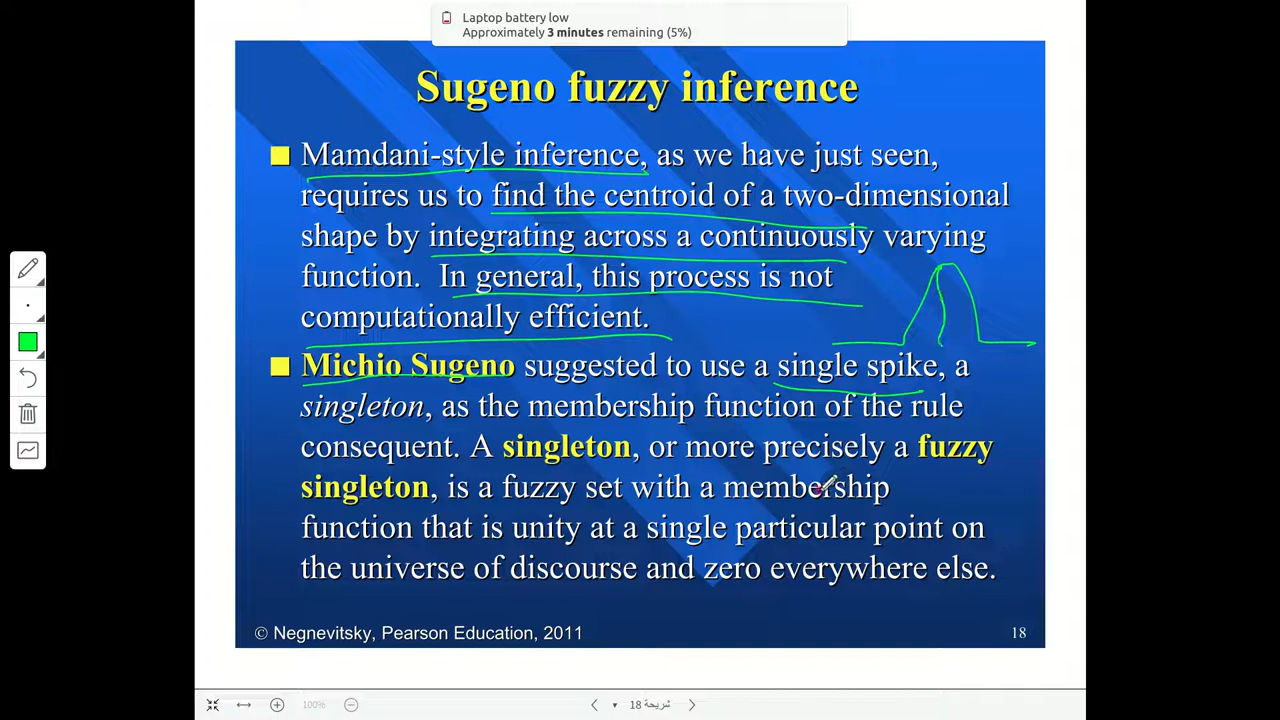 Laptop battery low
Approximately 3 minutes remaining (5%)
Sugeno fuzzy inference
Mamdani-style inference, as we have just seen,
requires us to find the centroid of a two-dimensional
shape by integrating across a continuously varying
function. In general, this process is not
computationally efficient.
Michio Sugeno suggested to use a single spike, a
singleton, as the membership function of the rule
consequent. A singleton, or more precisely a fuzzy
singleton, is a fuzzy set with a membership
function that is unity at a single particular point on
the universe of discourse and zero everywhere else.
© Negnevitsky, Pearson Education, 2011
18
100%
شريحة 18